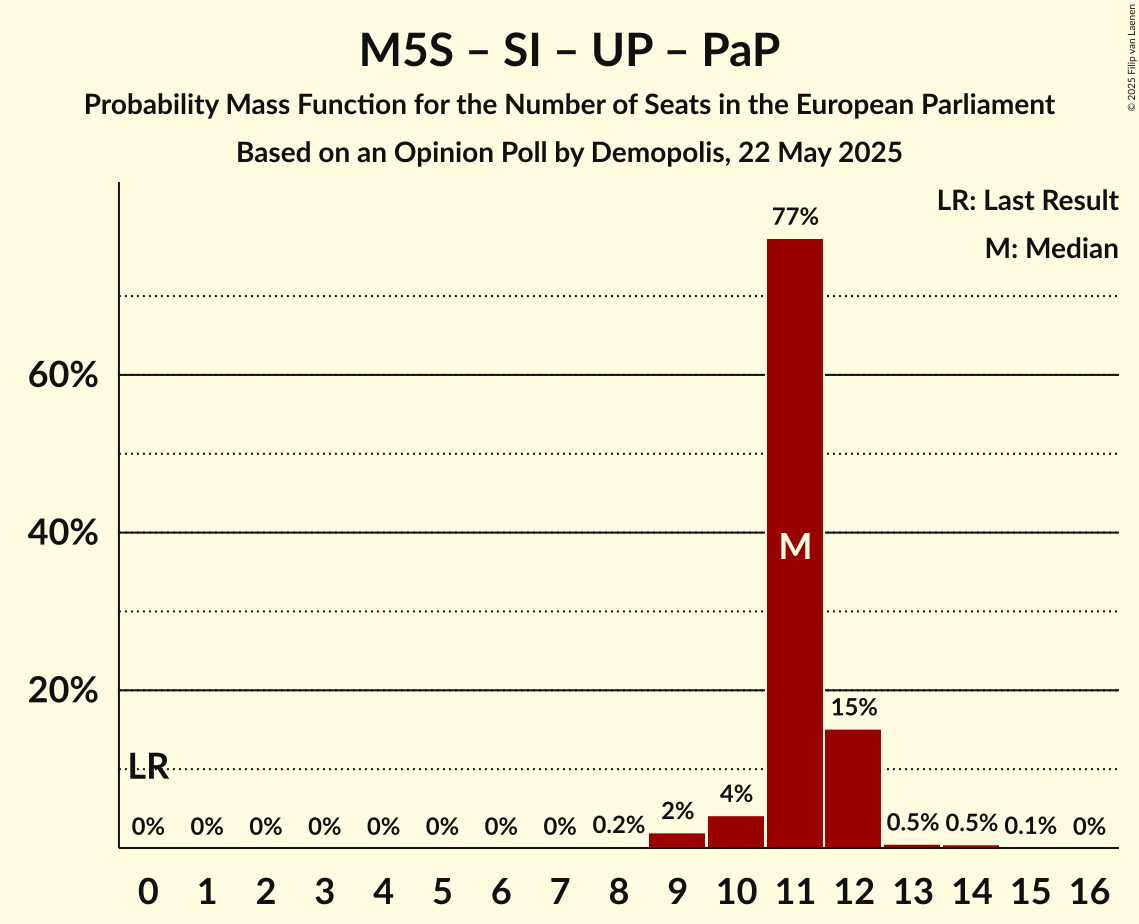 M5S – SI – UP – PaP
Probability Mass Function for the Number of Seats in the European Parliament
Based on an Opinion Poll by Demopolis, 22 May 2025
© 2025 Filip van Laenen
LR: Last Result
M: Median
77%
60%
40%
M
20%
15%
LR
0% 0% 0% 0% 0% 0% 0% 0% 0.2% 2% 4% 0.5% 0.5% 0.1% 0%
0 1 2 3 4 5 6 7 8 9 10 11 12 13 14 15 16